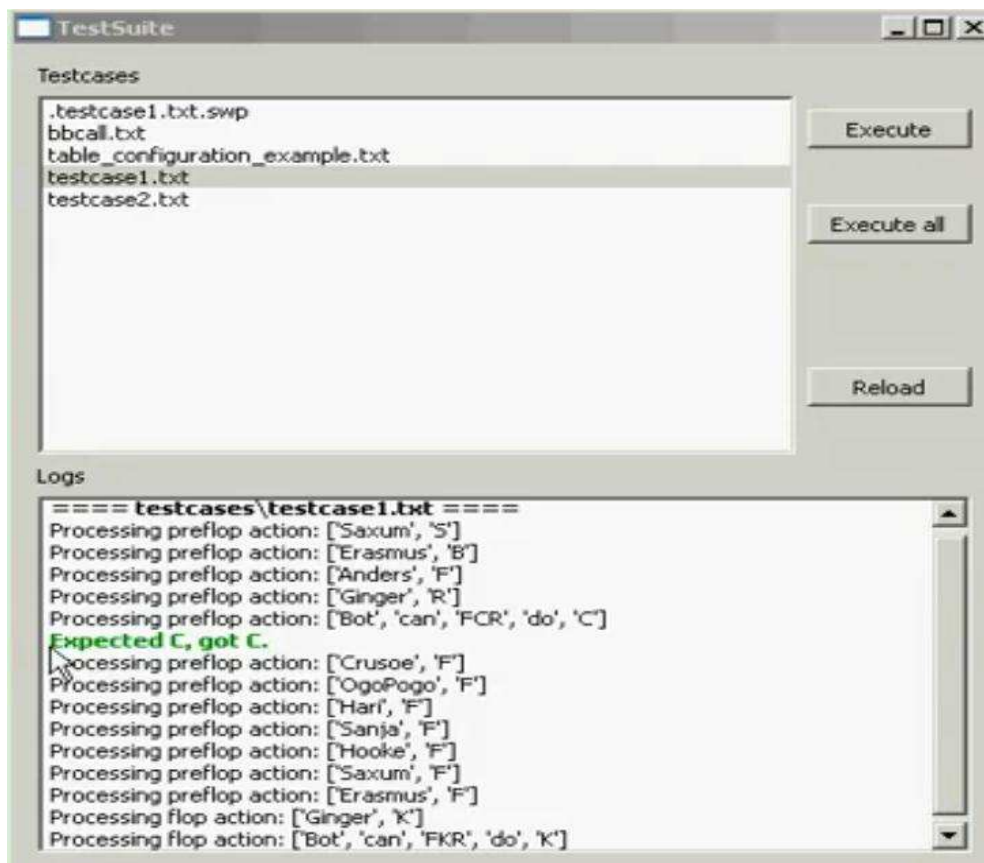 TestSuite
Testcases
.testcase1.txt.swp
bbcall.txt
table_configuration_example.txt
testcase1.txt
testcase2.txt
Execute
Execute all
Reload
Logs
==== testcases\testcase1.txt ====
Processing preflop action: ['Saxum', 'S']
Processing preflop action: ['Erasmus', 'B']
Processing preflop action: ['Anders', 'F']
Processing preflop action: ['Ginger', 'R']
Processing preflop action: ['Bot', 'can', 'FCR', 'do', 'C']
Expected C, got C.
Processing preflop action: ['Crusoe', 'F']
Processing preflop action: ['OgoPogo', 'F']
Processing preflop action: ['Hari', 'F']
Processing preflop action: ['Sanja', 'F']
Processing preflop action: ['Hooke', 'F']
Processing preflop action: ['Saxum', 'F']
Processing preflop action: ['Erasmus', 'F']
Processing flop action: ['Ginger', 'K']
Processing flop action: ['Bot', 'can', 'FKR', 'do', 'K']